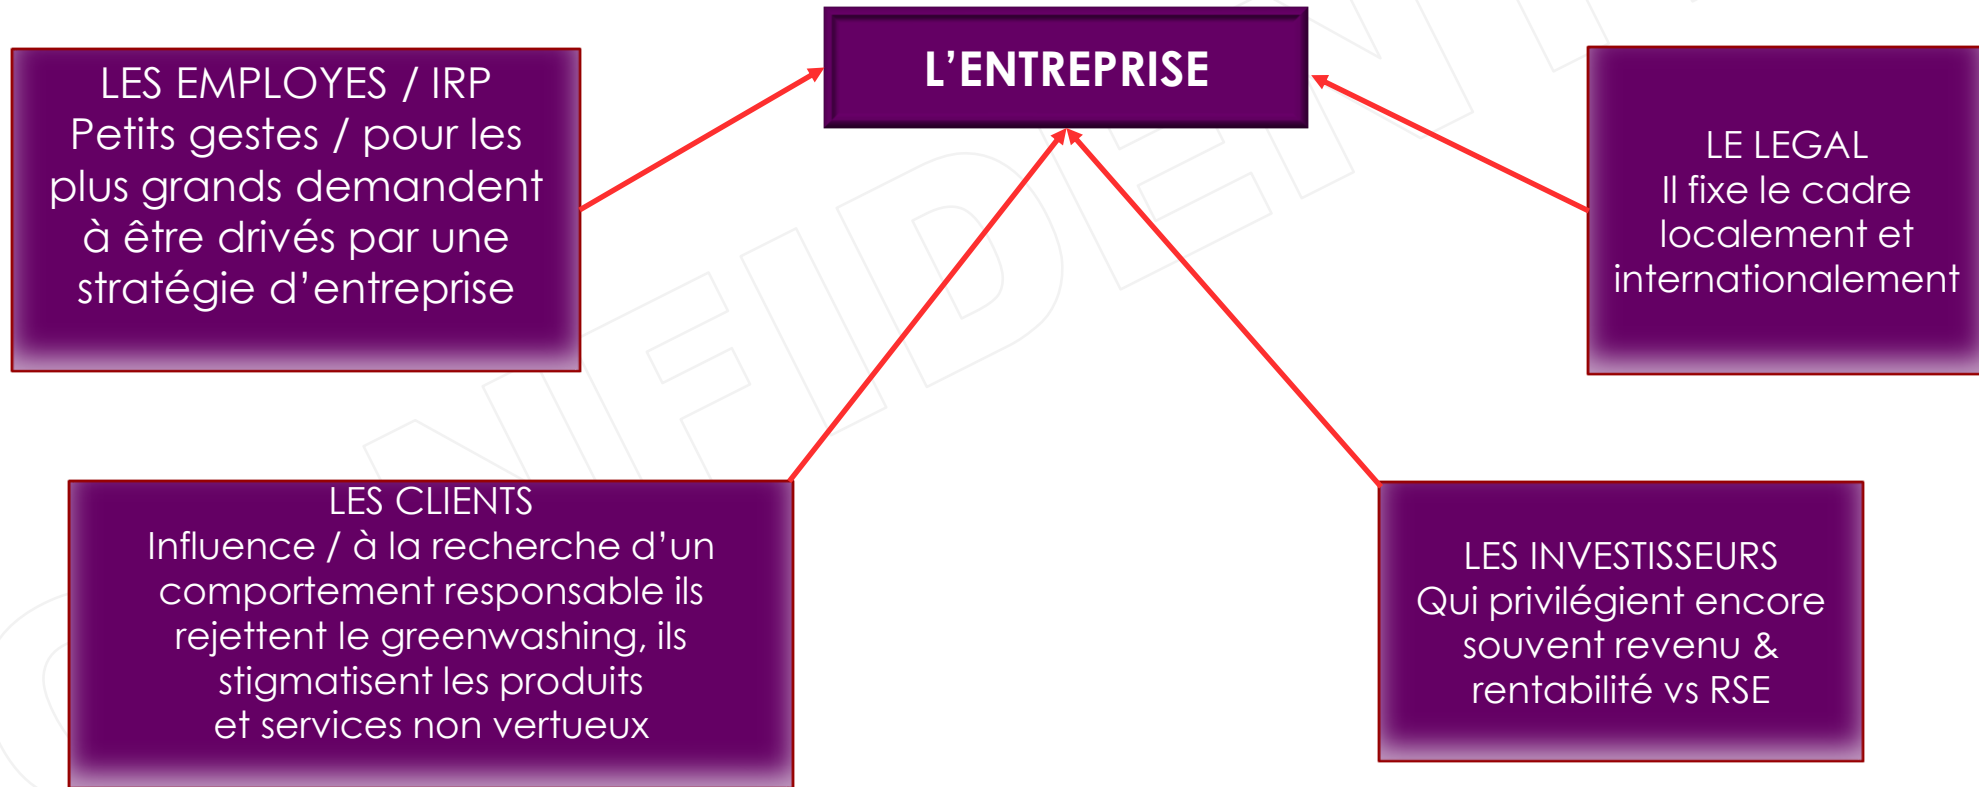 L'ENTREPRISE
LES EMPLOYES / IRP
Petits gestes / pour les
plus grands demandent
à être drivés par une
stratégie d'entreprise
LE LEGAL
Il fixe le cadre
localement et
internationalement
LES CLIENTS
Influence / à la recherche d'un
comportement responsable ils
rejettent le greenwashing, ils
stigmatisent les produits
et services non vertueux
LES INVESTISSEURS
Qui privilégient encore
souvent revenu &
rentabilité vs RSE